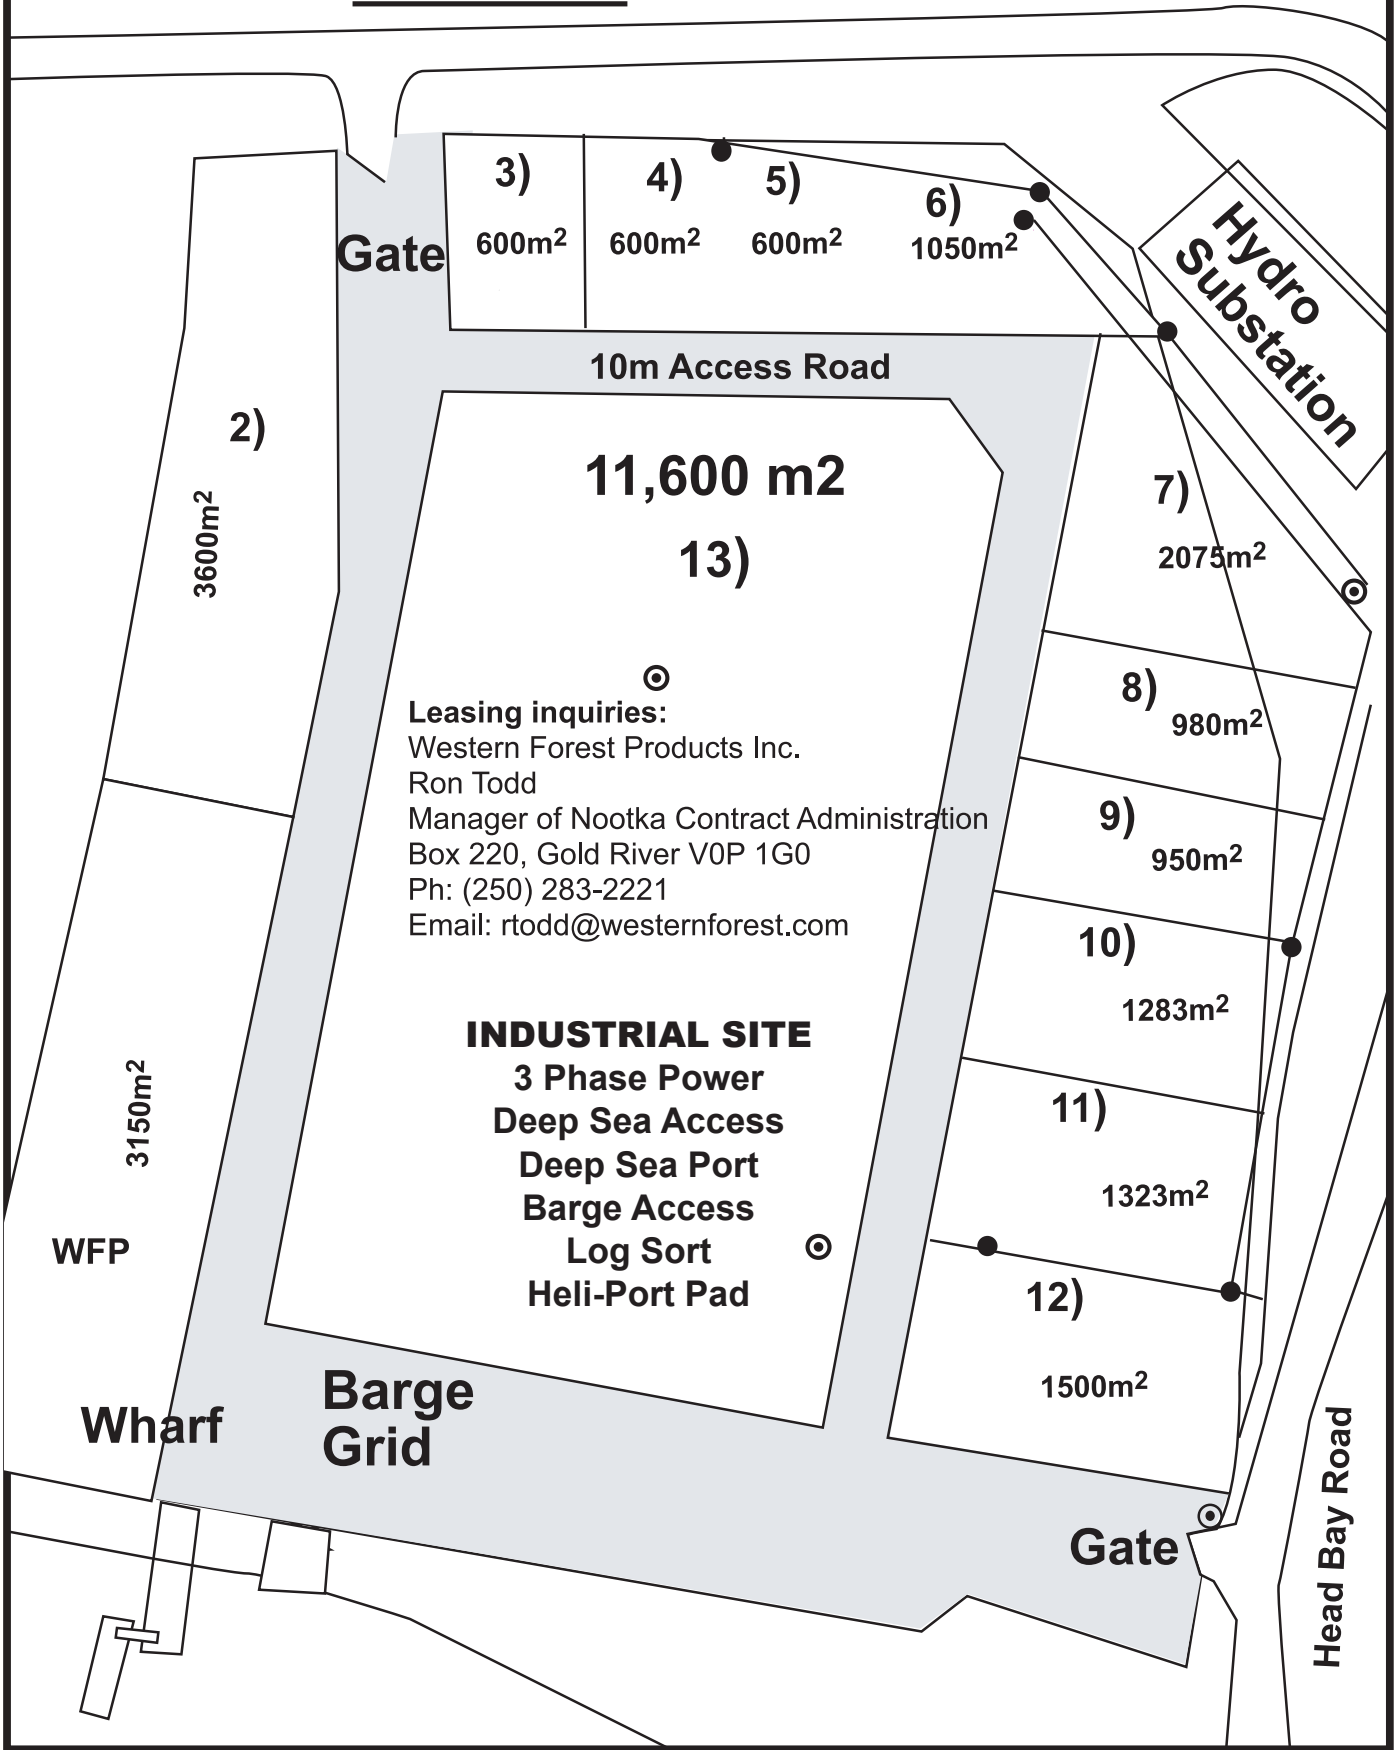 3)
600m²
4)
600m²
5)
600m²
6)
1050m²
Gate
Hydro
Substation
10m Access Road
2)
3600m²
11,600 m2
13)
7)
2075m²
8)
980m²
9)
950m²
10)
1283m²
11)
1323m²
12)
1500m²
Leasing inquiries:
Western Forest Products Inc.
Ron Todd
Manager of Nootka Contract Administration
Box 220, Gold River V0P 1G0
Ph: (250) 283-2221
Email: rtodd@westernforest.com
INDUSTRIAL SITE
3 Phase Power
Deep Sea Access
Deep Sea Port
Barge Access
Log Sort
Heli-Port Pad
3150m²
WFP
Wharf
Barge
Grid
Gate
Head Bay Road